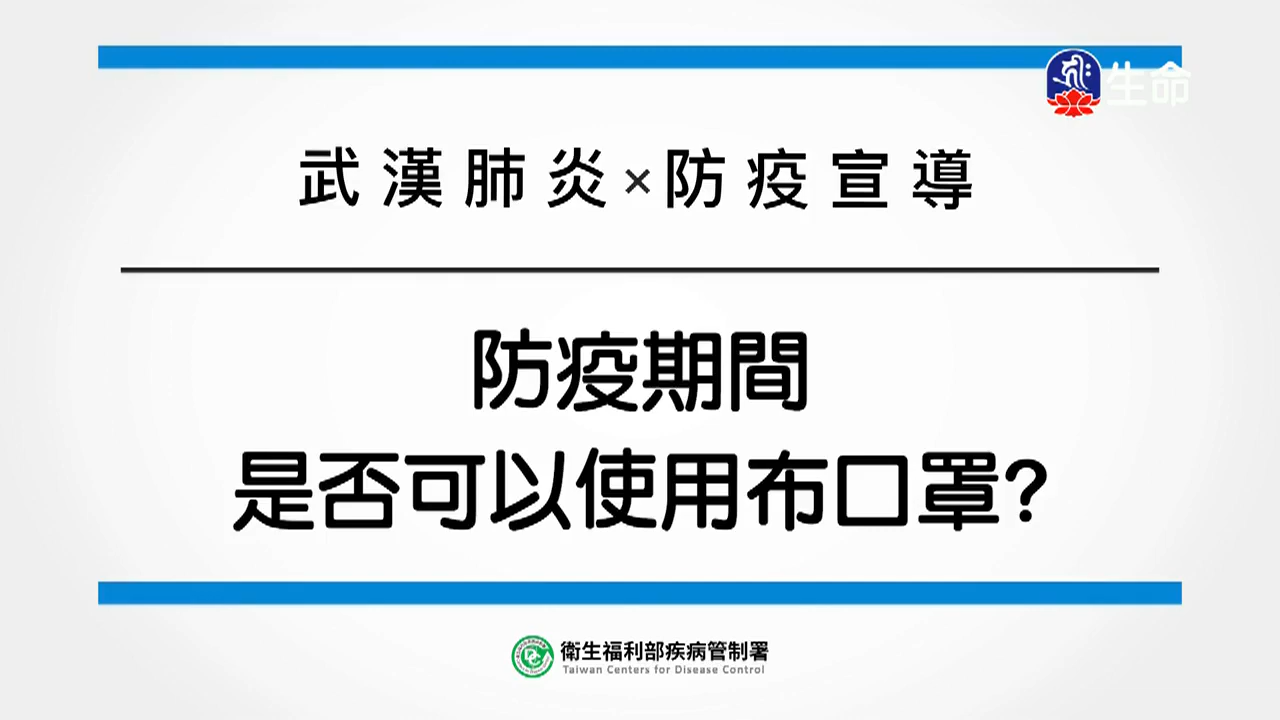 生命
武漢肺炎×防疫宣導
防疫期間
是否可以使用布口罩?
衛生福利部疾病管制署
Taiwan Centers for Disease Control